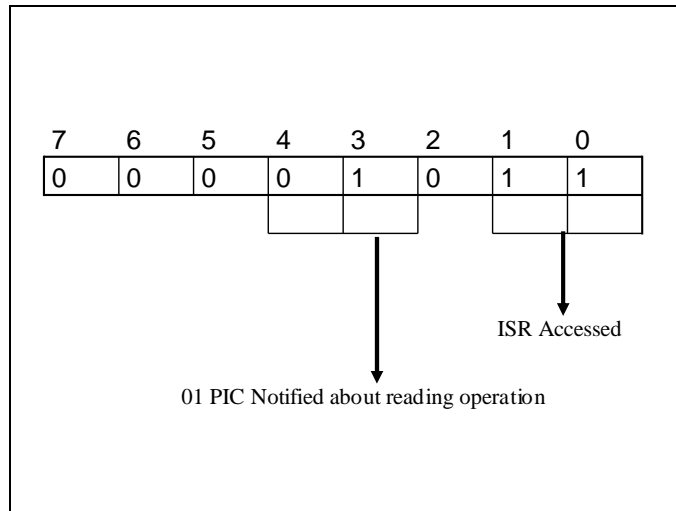 7 6 5 4 3 2 1 0
0 0 0 0 1 0 1 1
ISR Accessed
01 PIC Notified about reading operation